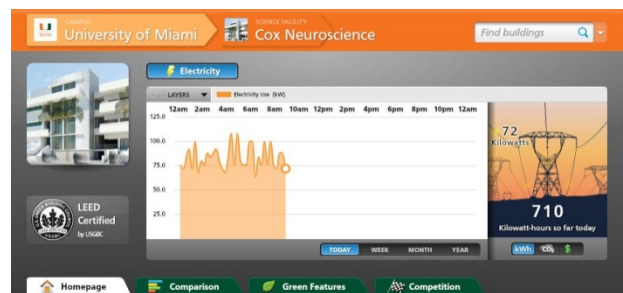 CAMPUS
University of Miami
SCIENCE FACILITY
Cox Neuroscience
Find buildings
Electricity
LAYERS
Electricity Use (kW)
12am 2am 4am 6am 8am 10am 12pm 2pm 4pm 6pm 8pm 10pm 12am
125.0
100.0
75.0
50.0
25.0
72
Kilowatts
710
Kilowatt-hours so far today
LEED
Certified
by USGBC
TODAY WEEK MONTH YEAR
kWh CO₂ $
Homepage
Comparison
Green Features
Competition